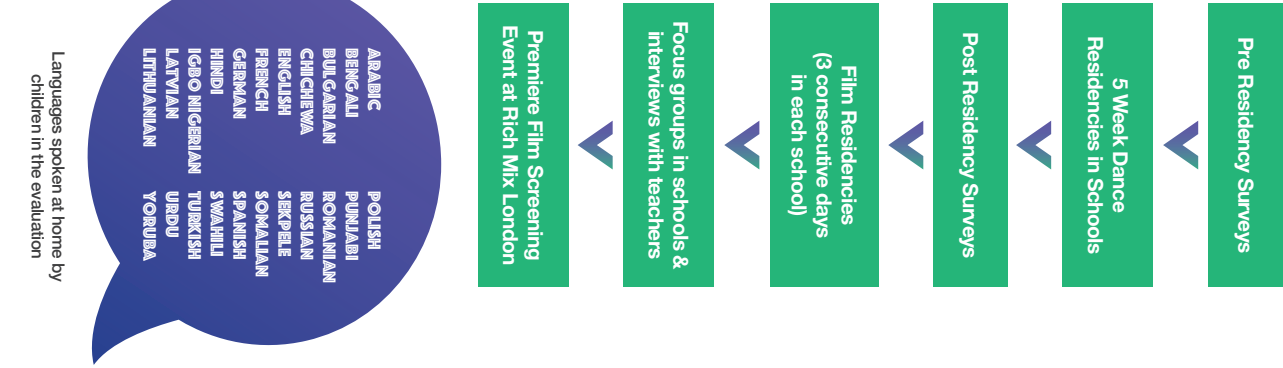 Pre Residency Surveys
5 Week Dance
Residencies in Schools
Post Residency Surveys
Film Residencies
(3 consecutive days
in each school)
Focus groups in schools &
interviews with teachers
Premiere Film Screening
Event at Rich Mix London
ARABIC
BENGALI
BULGARIAN
CHICHEWA
ENGLISH
FRENCH
GERMAN
HINDI
IGBO NIGERIAN
LATVIAN
LITHUANIAN
POLISH
PUNJABI
ROMANIAN
RUSSIAN
SEKPELE
SOMALIAN
SPANISH
SWAHILI
TURKISH
URDU
YORUBA
Languages spoken at home by
children in the evaluation